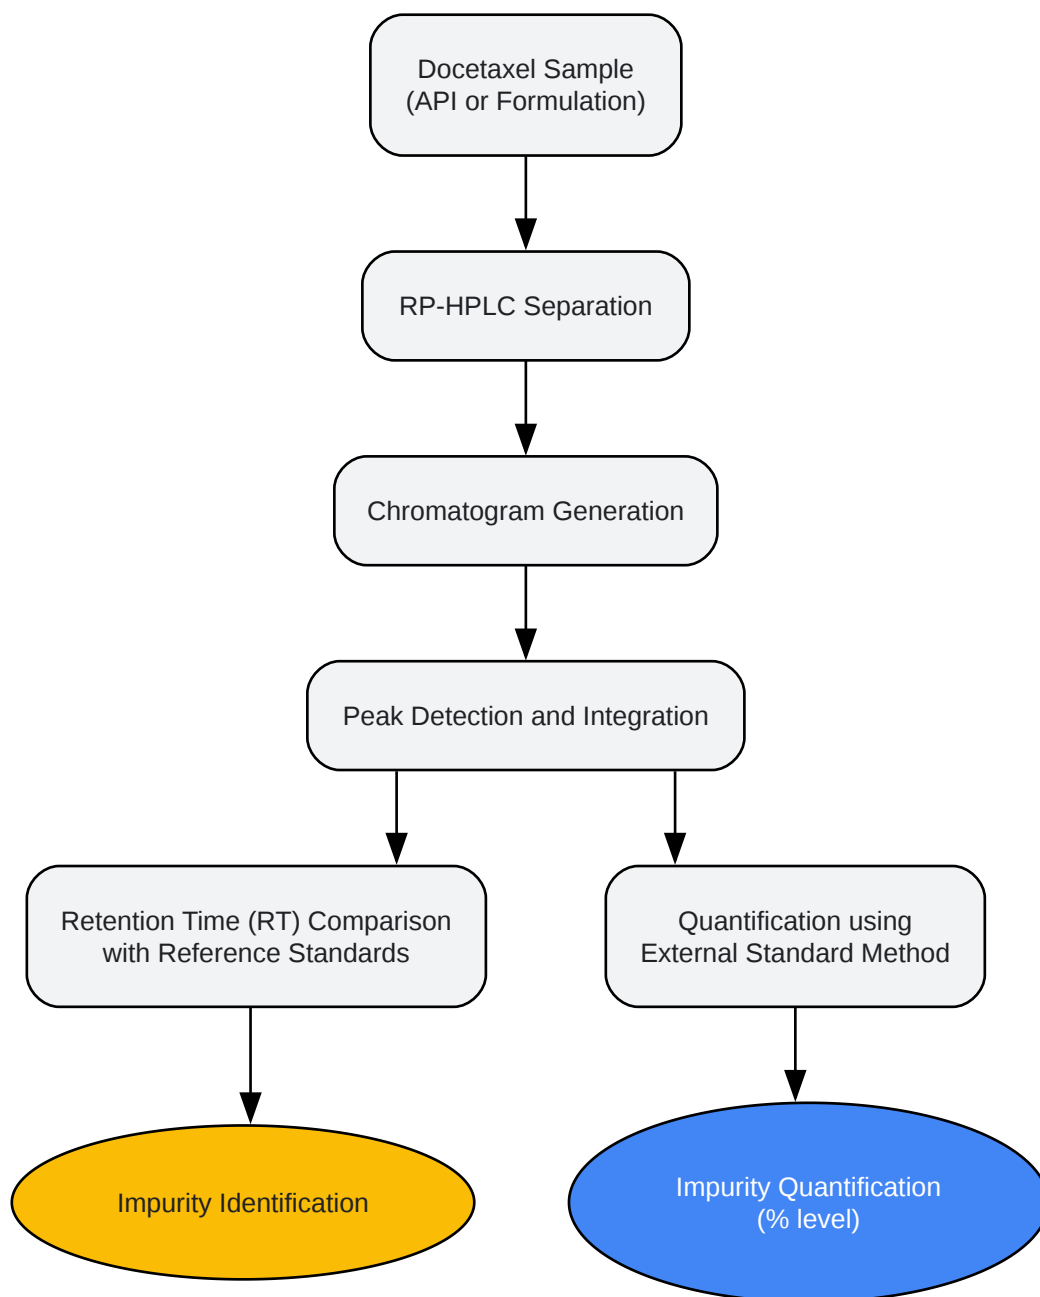 Docetaxel Sample
(API or Formulation)
RP-HPLC Separation
Chromatogram Generation
Peak Detection and Integration
Retention Time (RT) Comparison
with Reference Standards
Quantification using
External Standard Method
Impurity Identification
Impurity Quantification
(% level)